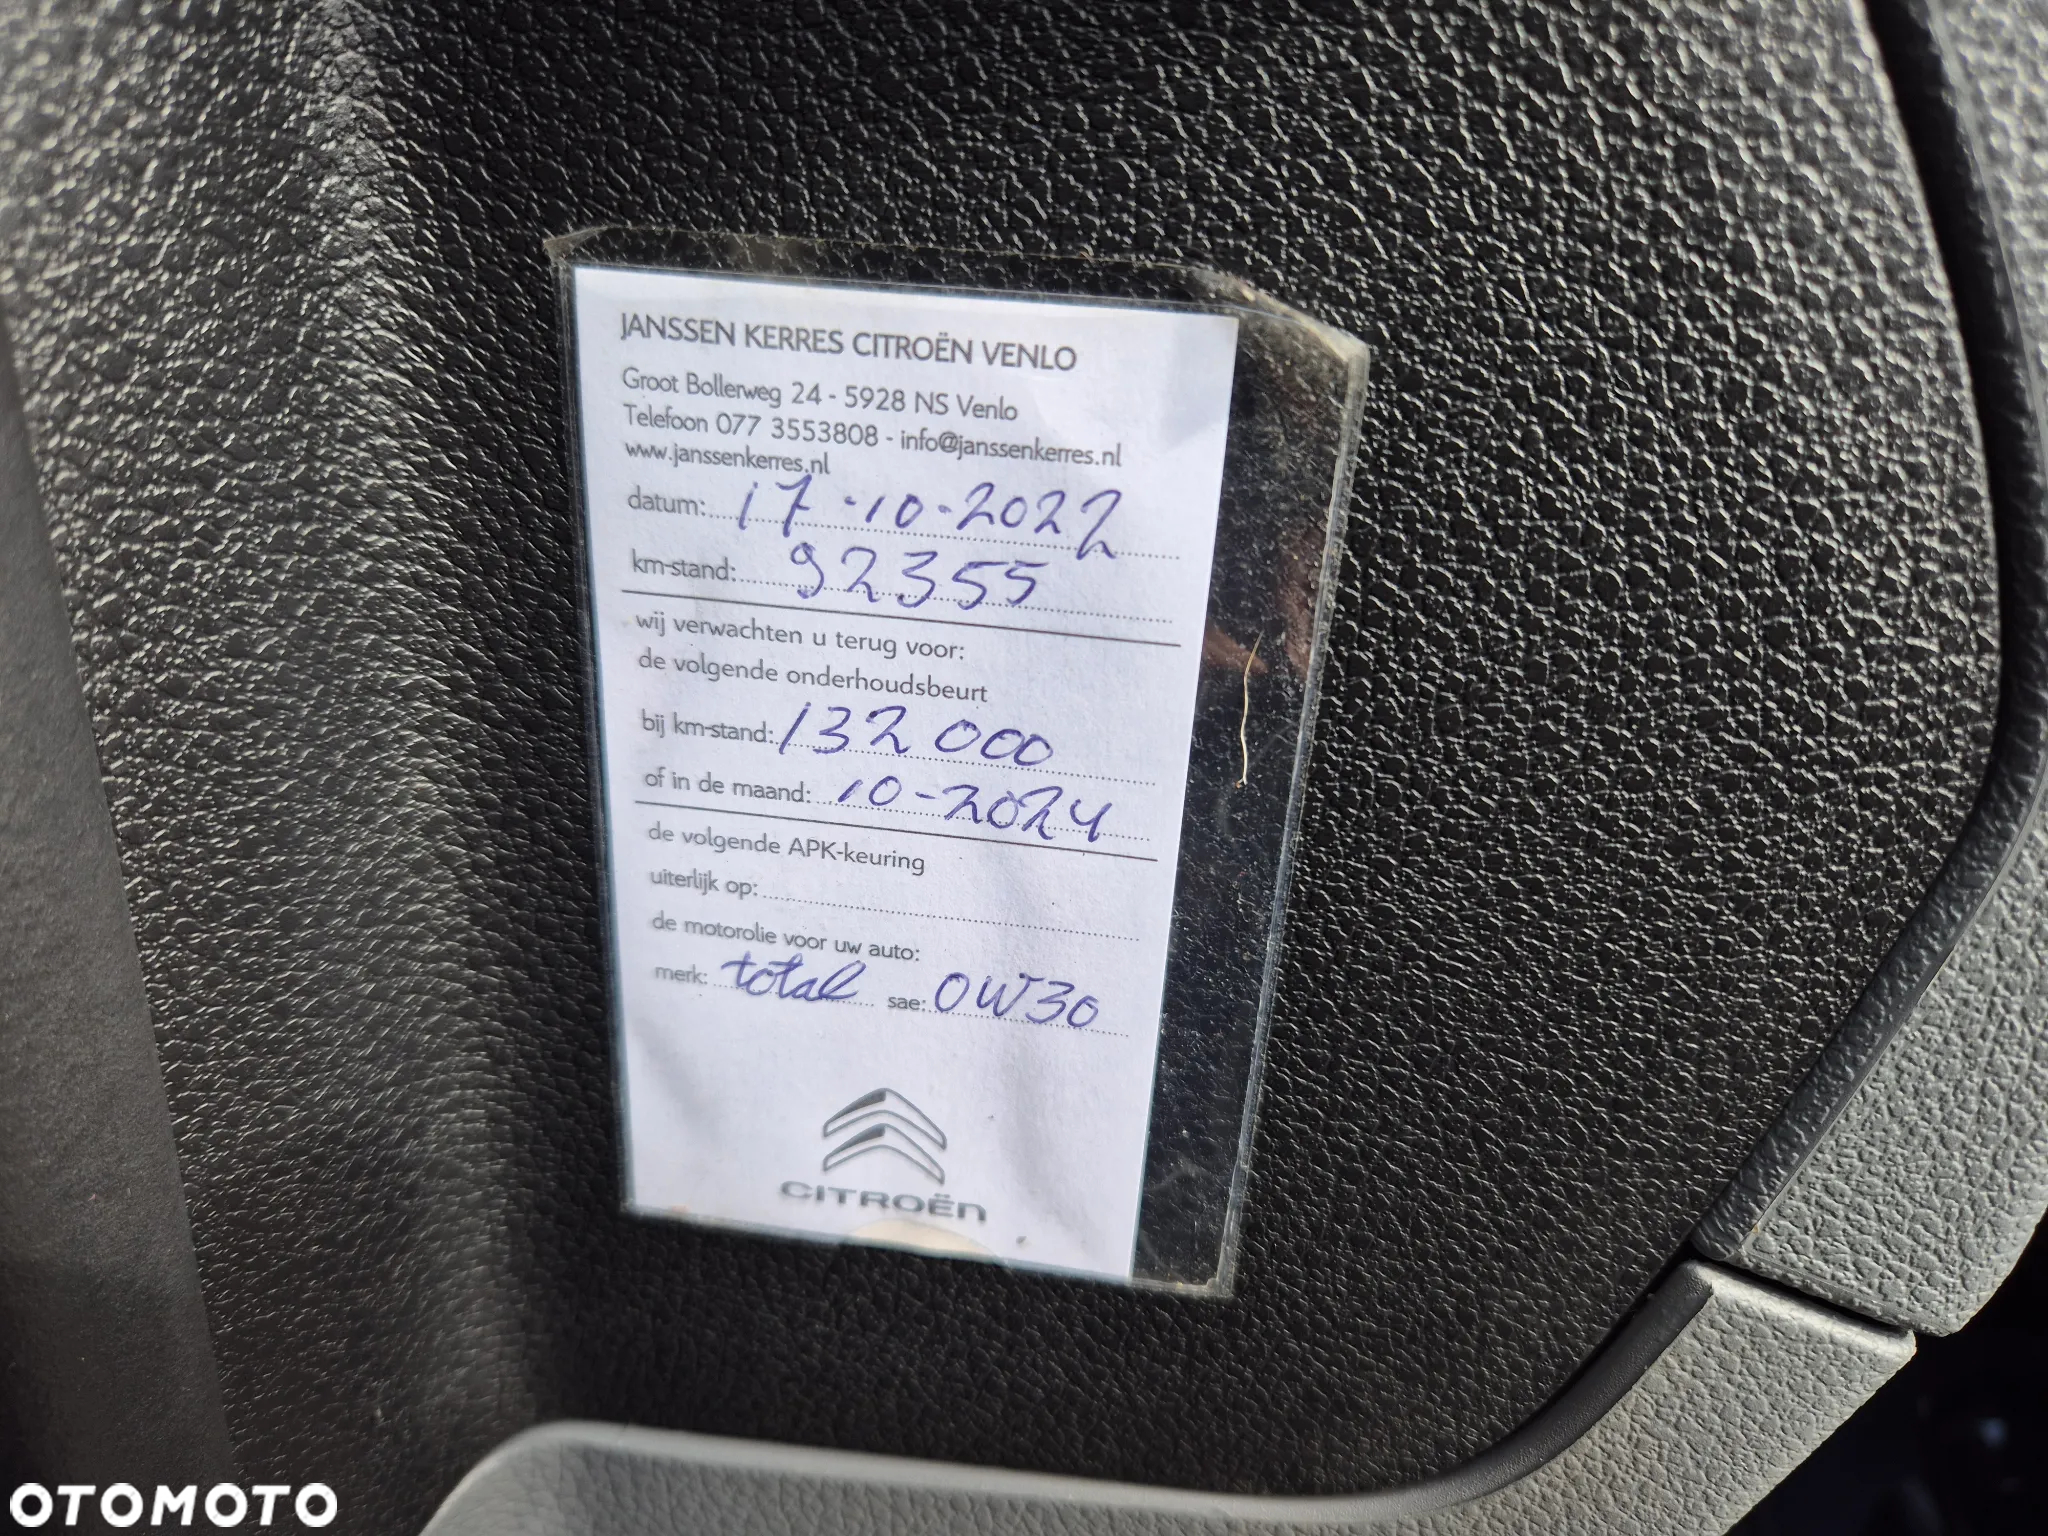 JANSSEN KERRES CITROËN VENLO
Groot Bollerweg 24 - 5928 NS Venlo
Telefoon 077 3553808 - info@janssenkerres.nl
www.janssenkerres.nl
datum: 17-10-2022
km-stand: 92355
wij verwachten u terug voor:
de volgende onderhoudsbeurt
bij km-stand: 132000
of in de maand: 10-2024
de volgende APK-keuring
uiterlijk op:
de motorolie voor uw auto:
merk: total sae: 0W30
CITROËN
OTOMOTO